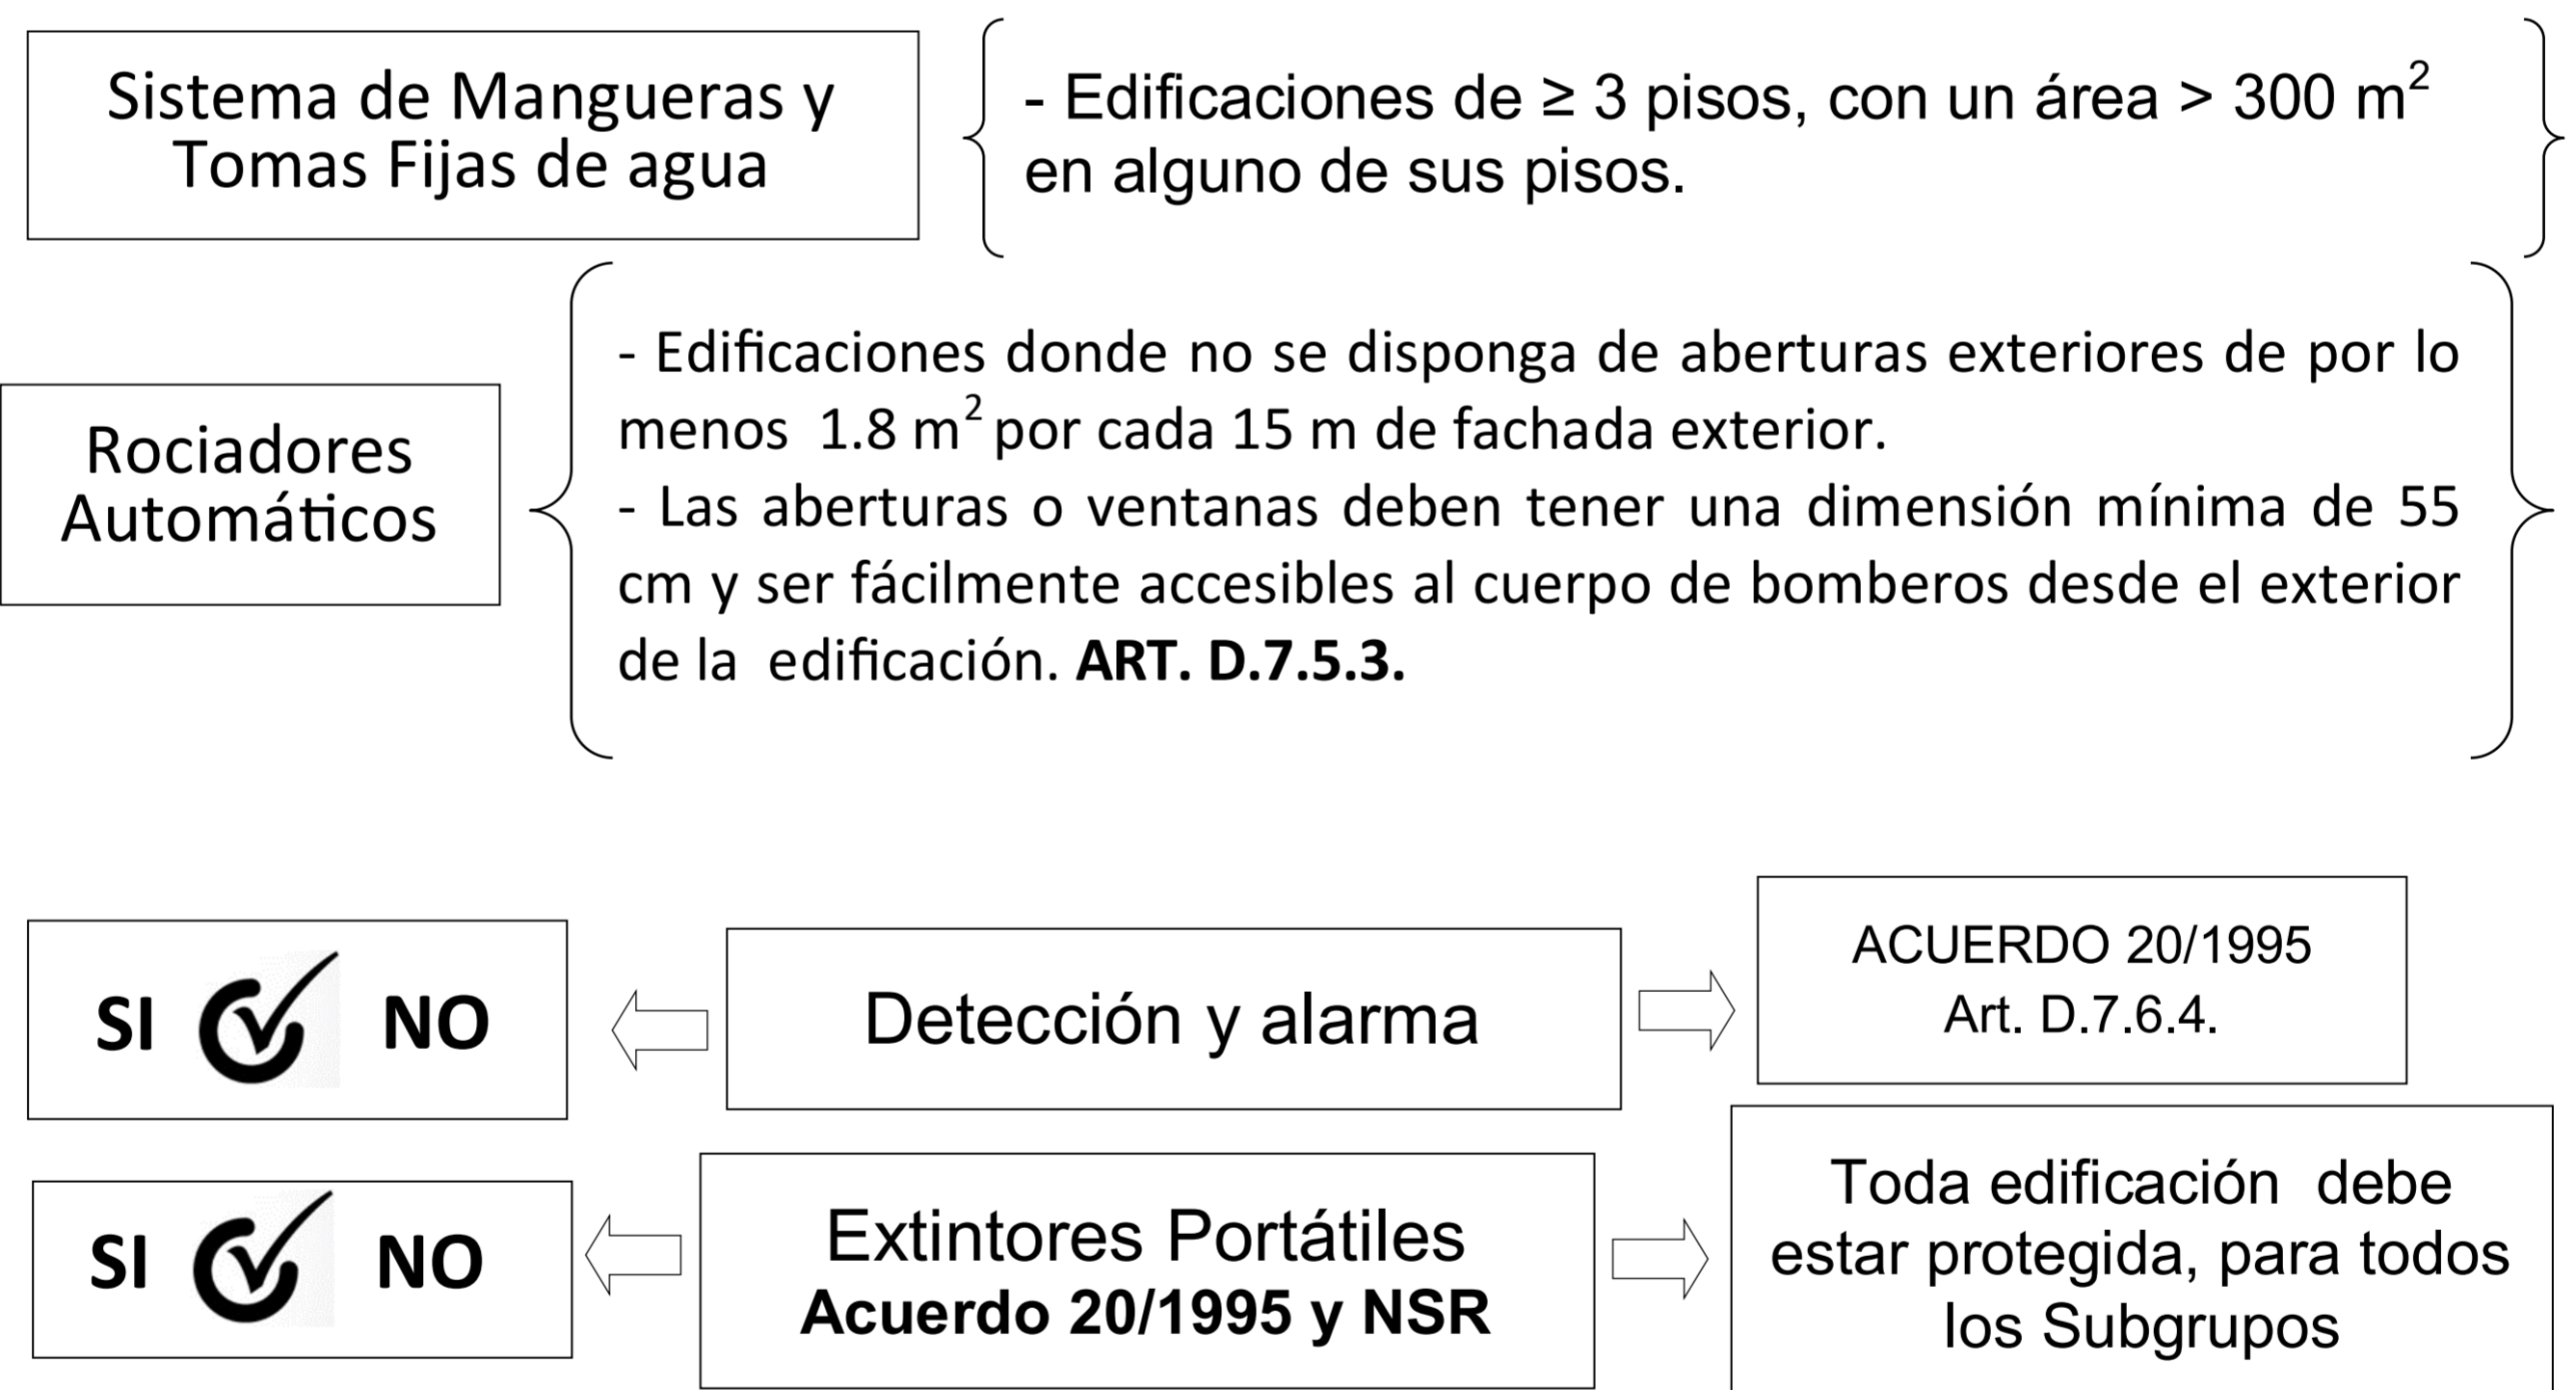 Sistema de Mangueras y
Tomas Fijas de agua
- Edificaciones de ≥ 3 pisos, con un área > 300 m²
en alguno de sus pisos.
Rociadores
Automáticos
- Edificaciones donde no se disponga de aberturas exteriores de por lo
menos 1.8 m² por cada 15 m de fachada exterior.
- Las aberturas o ventanas deben tener una dimensión mínima de 55
cm y ser fácilmente accesibles al cuerpo de bomberos desde el exterior
de la edificación. ART. D.7.5.3.
SI NO
Detección y alarma
ACUERDO 20/1995
Art. D.7.6.4.
SI NO
Extintores Portátiles
Acuerdo 20/1995 y NSR
Toda edificación debe
estar protegida, para todos
los Subgrupos